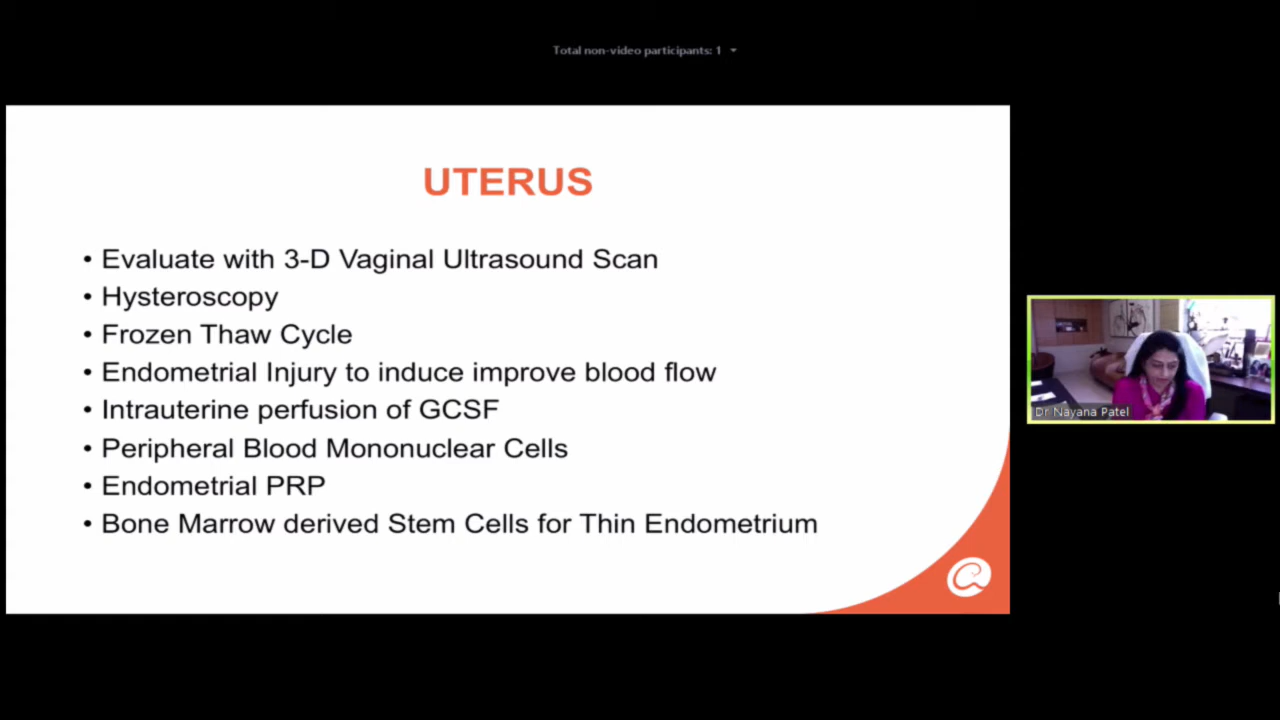 Total non-video participants: 1
UTERUS
• Evaluate with 3-D Vaginal Ultrasound Scan
• Hysteroscopy
• Frozen Thaw Cycle
• Endometrial Injury to induce improve blood flow
• Intrauterine perfusion of GCSF
• Peripheral Blood Mononuclear Cells
• Endometrial PRP
• Bone Marrow derived Stem Cells for Thin Endometrium
Dr Nayana Patel